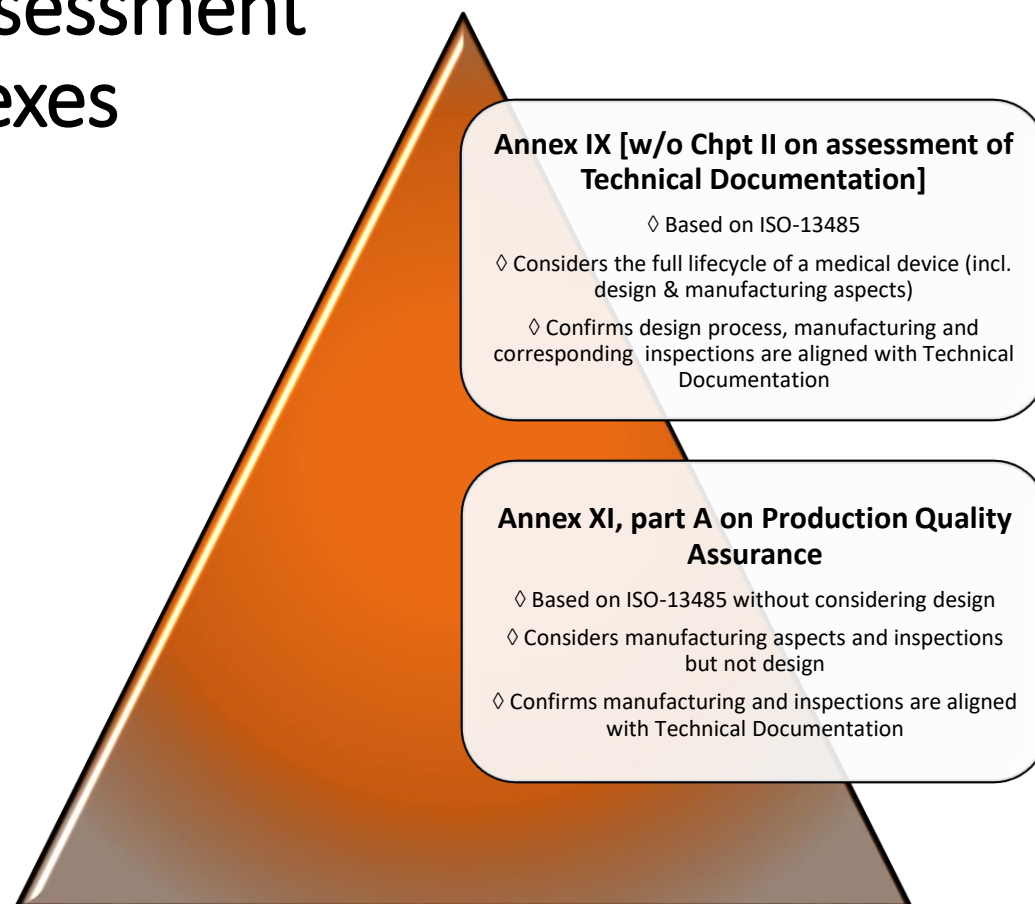 sessment
exes
Annex IX [w/o Chpt II on assessment of
Technical Documentation]
◊ Based on ISO-13485
◊ Considers the full lifecycle of a medical device (incl.
design & manufacturing aspects)
◊ Confirms design process, manufacturing and
corresponding  inspections are aligned with Technical
Documentation
Annex XI, part A on Production Quality
Assurance
◊ Based on ISO-13485 without considering design
◊ Considers manufacturing aspects and inspections
but not design
◊ Confirms manufacturing and inspections are aligned
with Technical Documentation